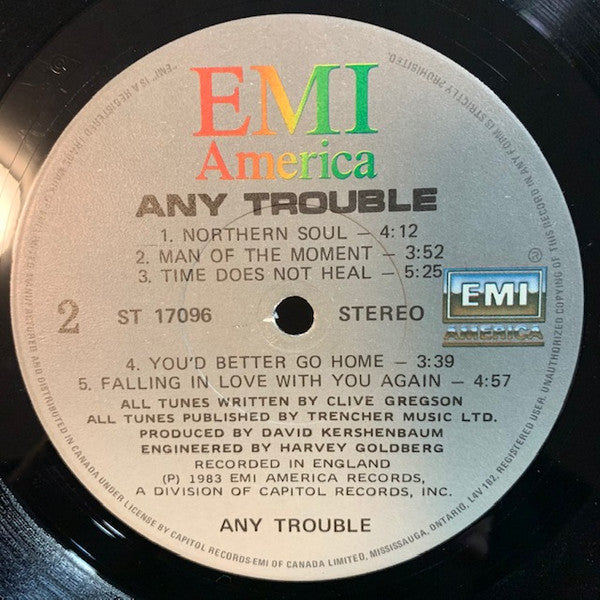 EMI
America
ANY TROUBLE
1. NORTHERN SOUL – 4:12
2. MAN OF THE MOMENT – 3:52
3. TIME DOES NOT HEAL – 5:25
2
ST 17096
STEREO
EMI
AMERICA
®
4. YOU'D BETTER GO HOME – 3:39
5. FALLING IN LOVE WITH YOU AGAIN – 4:57
ALL TUNES WRITTEN BY CLIVE GREGSON
ALL TUNES PUBLISHED BY TRENCHER MUSIC LTD.
PRODUCED BY DAVID KERSHENBAUM
ENGINEERED BY HARVEY GOLDBERG
RECORDED IN ENGLAND
(P) 1983 EMI AMERICA RECORDS,
A DIVISION OF CAPITOL RECORDS, INC.
ANY TROUBLE
MANUFACTURED AND DISTRIBUTED IN CANADA UNDER LICENSE BY CAPITOL RECORDS-EMI OF CANADA LIMITED, MISSISSAUGA, ONTARIO, L4V 1B2, REGISTERED USER. UNAUTHORIZED COPYING OF THIS RECORD IN ANY FORM IS STRICTLY PROHIBITED.
"EMI" IS A REGISTERED TRADE MARK